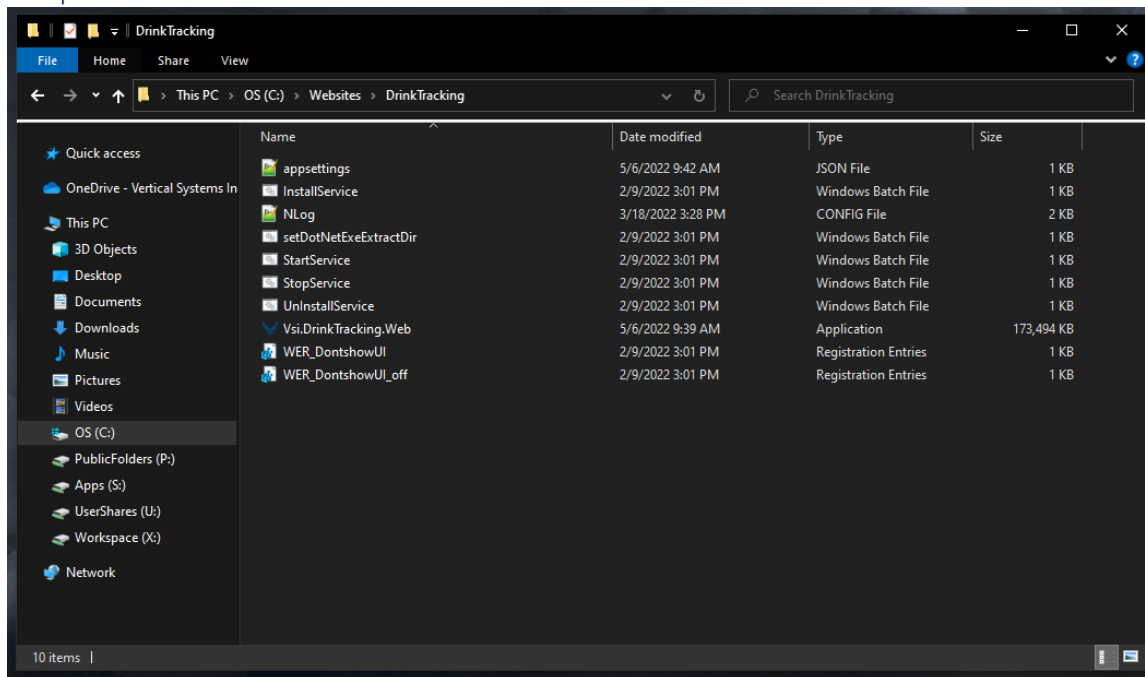 DrinkTracking
File Home Share View
This PC > OS (C:) > Websites > DrinkTracking Search DrinkTracking
Name Date modified Type Size
Quick access
OneDrive - Vertical Systems In
This PC
3D Objects
Desktop
Documents
Downloads
Music
Pictures
Videos
OS (C:)
PublicFolders (P:)
Apps (S:)
UserShares (U:)
Workspace (X:)
Network
appsettings 5/6/2022 9:42 AM JSON File 1 KB
InstallService 2/9/2022 3:01 PM Windows Batch File 1 KB
NLog 3/18/2022 3:28 PM CONFIG File 2 KB
setDotNetExeExtractDir 2/9/2022 3:01 PM Windows Batch File 1 KB
StartService 2/9/2022 3:01 PM Windows Batch File 1 KB
StopService 2/9/2022 3:01 PM Windows Batch File 1 KB
UnInstallService 2/9/2022 3:01 PM Windows Batch File 1 KB
Vsi.DrinkTracking.Web 5/6/2022 9:39 AM Application 173,494 KB
WER_DontshowUI 2/9/2022 3:01 PM Registration Entries 1 KB
WER_DontshowUI_off 2/9/2022 3:01 PM Registration Entries 1 KB
10 items